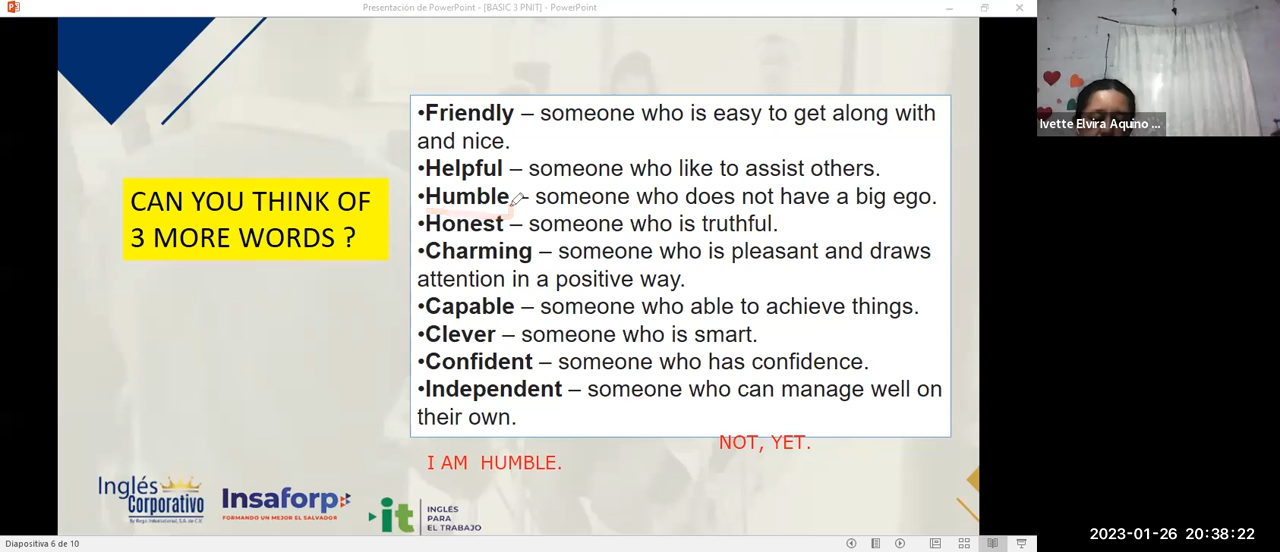 Presentación de PowerPoint - [BASIC 3 PNIT] - PowerPoint
Ivette Elvira Aquino ...
CAN YOU THINK OF
3 MORE WORDS ?
•Friendly – someone who is easy to get along with
and nice.
•Helpful – someone who like to assist others.
•Humble – someone who does not have a big ego.
•Honest – someone who is truthful.
•Charming – someone who is pleasant and draws
attention in a positive way.
•Capable – someone who able to achieve things.
•Clever – someone who is smart.
•Confident – someone who has confidence.
•Independent – someone who can manage well on
their own.
NOT, YET.
I AM HUMBLE.
Inglés
Corporativo
By Rego International, S.A. de C.V.
Insaforp
FORMANDO UN MEJOR EL SALVADOR
it
INGLÉS
PARA
EL TRABAJO
2023-01-26 20:38:22
Diapositiva 6 de 10